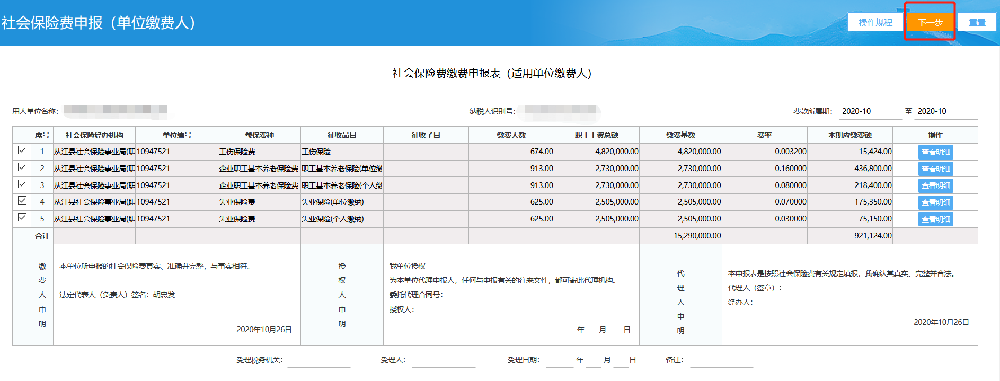 社会保险费申报（单位缴费人）
操作规程 下一步 重置
社会保险费缴费申报表（适用单位缴费人）
用人单位名称： 纳税人识别号： 费款所属期： 2020-10 至 2020-10
序号 社会保险经办机构 单位编号 参保费种 征收品目 征收子目 缴费人数 职工工资总额 缴费基数 费率 本期应缴费额 操作
1 从江县社会保险事业局(职 10947521 工伤保险费 工伤保险 674.00 4,820,000.00 4,820,000.00 0.003200 15,424.00 查看明细
2 从江县社会保险事业局(职 10947521 企业职工基本养老保险费 职工基本养老保险(单位缴 913.00 2,730,000.00 2,730,000.00 0.160000 436,800.00 查看明细
3 从江县社会保险事业局(职 10947521 企业职工基本养老保险费 职工基本养老保险(个人缴 913.00 2,730,000.00 2,730,000.00 0.080000 218,400.00 查看明细
4 从江县社会保险事业局(职 10947521 失业保险费 失业保险(单位缴纳) 625.00 2,505,000.00 2,505,000.00 0.070000 175,350.00 查看明细
5 从江县社会保险事业局(职 10947521 失业保险费 失业保险(个人缴纳) 625.00 2,505,000.00 2,505,000.00 0.030000 75,150.00 查看明细
合计 -- -- -- -- -- -- -- 15,290,000.00 -- 921,124.00 --
缴费人申明
本单位所申报的社会保险费真实、准确并完整，与事实相符。
法定代表人（负责人）签名：胡忠发
2020年10月26日
授权人申明
我单位授权
为本单位代理申报人，任何与申报有关的往来文件，都可寄此代理机构。
委托代理合同号：
授权人：
年 月 日
代理人申明
本申报表是按照社会保险费有关规定填报，我确认其真实、完整并合法。
代理人（签章）：
经办人：
2020年10月26日
受理税务机关： 受理人： 受理日期： 年 月 日 备注：